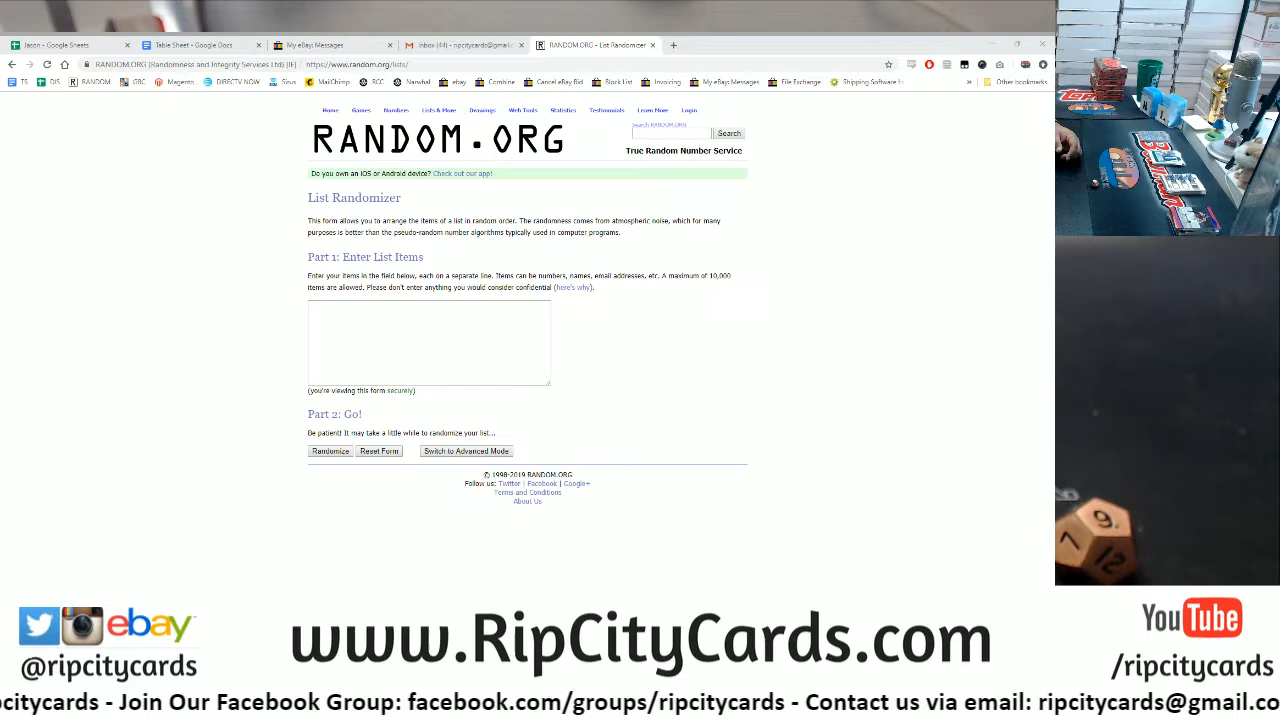 Jason - Google Sheets
Table Sheet - Google Docs
My eBay: Messages
Inbox (44) - ripcitycards@gmail.c
RANDOM.ORG - List Randomizer
RANDOM.ORG (Randomness and Integrity Services Ltd) [IE] | https://www.random.org/lists/
TS DIS RANDOM GBC Magento DIRECTV NOW Sirius MailChimp RCC Narwhal ebay Combine Cancel eBay Bid Block List Invoicing My eBay: Messages File Exchange Shipping Software fo » Other bookmarks
Home Games Numbers Lists & More Drawings Web Tools Statistics Testimonials Learn More Login
Search RANDOM.ORG
RANDOM.ORG
Search
True Random Number Service
Do you own an iOS or Android device? Check out our app!
List Randomizer
This form allows you to arrange the items of a list in random order. The randomness comes from atmospheric noise, which for many
purposes is better than the pseudo-random number algorithms typically used in computer programs.
Part 1: Enter List Items
Enter your items in the field below, each on a separate line. Items can be numbers, names, email addresses, etc. A maximum of 10,000
items are allowed. Please don't enter anything you would consider confidential (here's why).
(you're viewing this form securely)
Part 2: Go!
Be patient! It may take a little while to randomize your list...
Randomize Reset Form Switch to Advanced Mode
© 1998-2019 RANDOM.ORG
Follow us: Twitter | Facebook | Google+
Terms and Conditions
About Us
Topps
Bowman
9.
7
12
ebay
@ripcitycards
www.RipCityCards.com
YouTube
/ripcitycards
pcitycards - Join Our Facebook Group: facebook.com/groups/ripcitycards - Contact us via email: ripcitycards@gmail.co